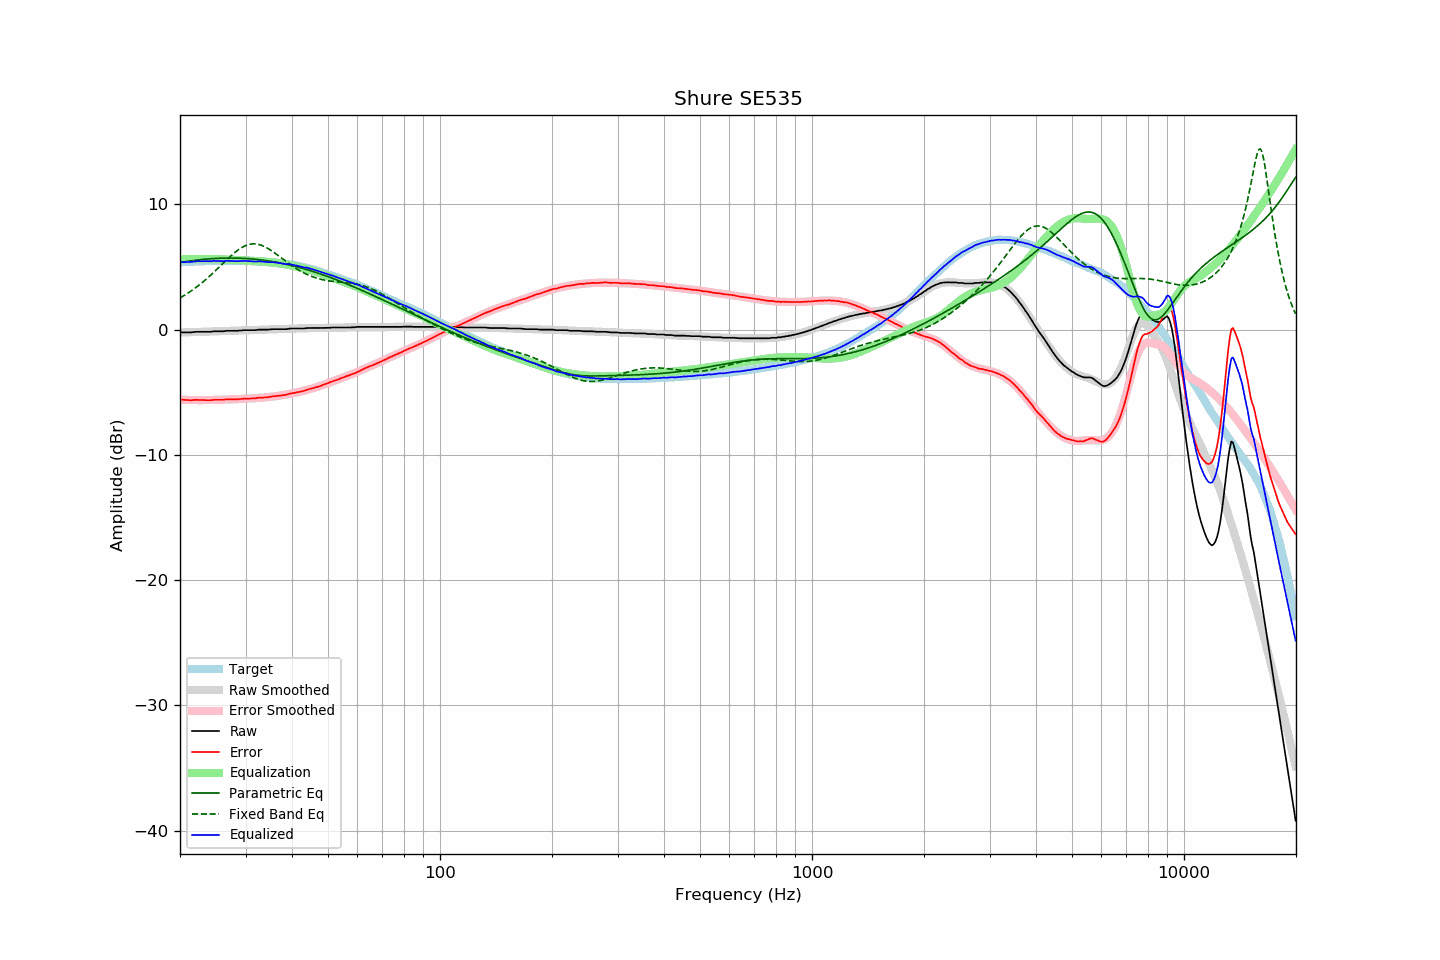 Shure SE535
10
0
−10
−20
−30
−40
Amplitude (dBr)
Target
Raw Smoothed
Error Smoothed
Raw
Error
Equalization
Parametric Eq
Fixed Band Eq
Equalized
100
1000
10000
Frequency (Hz)